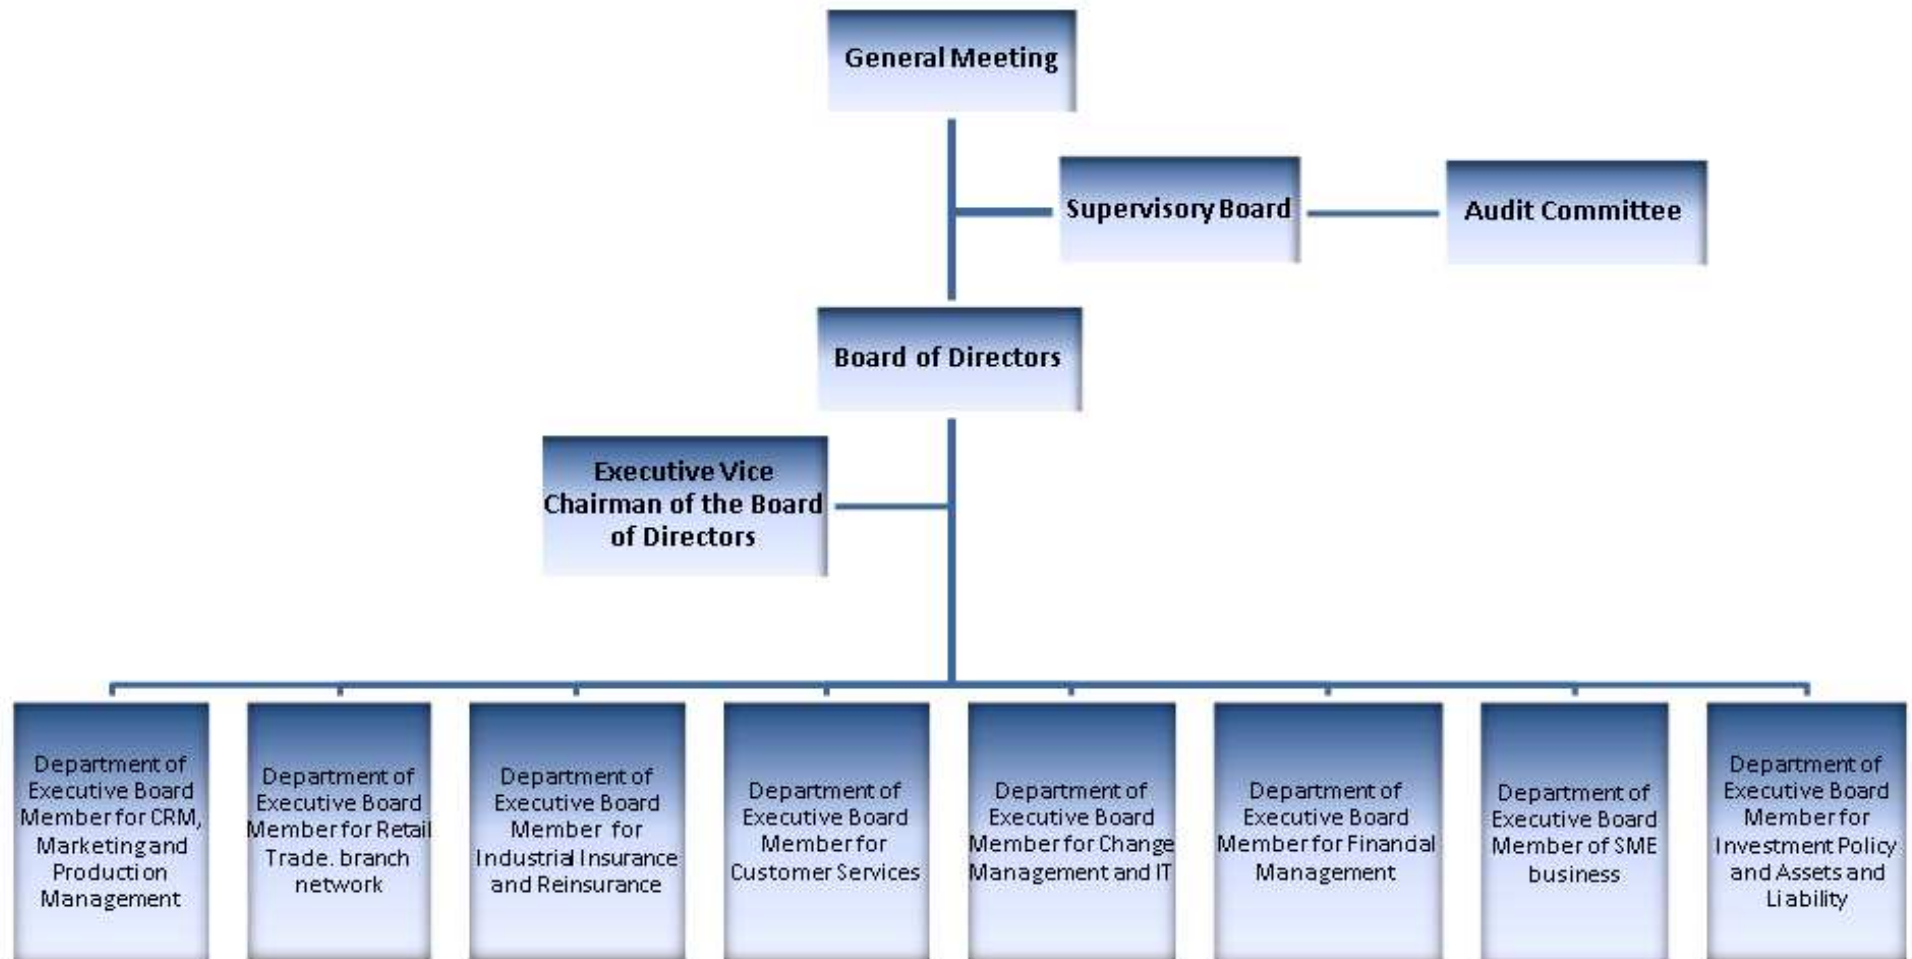 General Meeting
Supervisory Board
Audit Committee
Board of Directors
Executive Vice
Chairman of the Board
of Directors
Department of
Executive Board
Member for CRM,
Marketing and
Production
Management
Department of
Executive Board
Member for Retail
Trade. branch
network
Department of
Executive Board
Member for
Industrial Insurance
and Reinsurance
Department of
Executive Board
Member for
Customer Services
Department of
Executive Board
Member for Change
Management and IT
Department of
Executive Board
Member for Financial
Management
Department of
Executive Board
Member of SME
business
Department of
Executive Board
Member for
Investment Policy
and Assets and
Liability